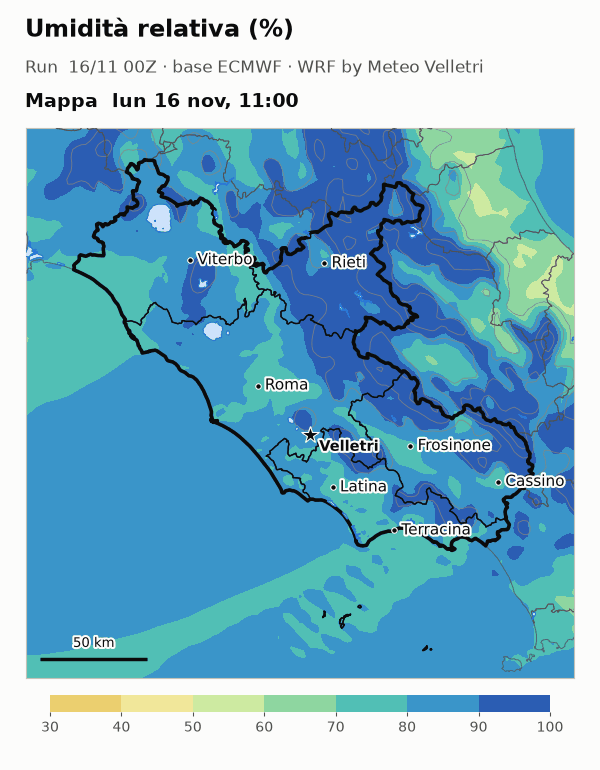 Umidità relativa (%)
Run  16/11 00Z · base ECMWF · WRF by Meteo Velletri
Mappa  lun 16 nov, 11:00
Viterbo
Rieti
Roma
Velletri
Frosinone
Cassino
Latina
Terracina
50 km
30 40 50 60 70 80 90 100